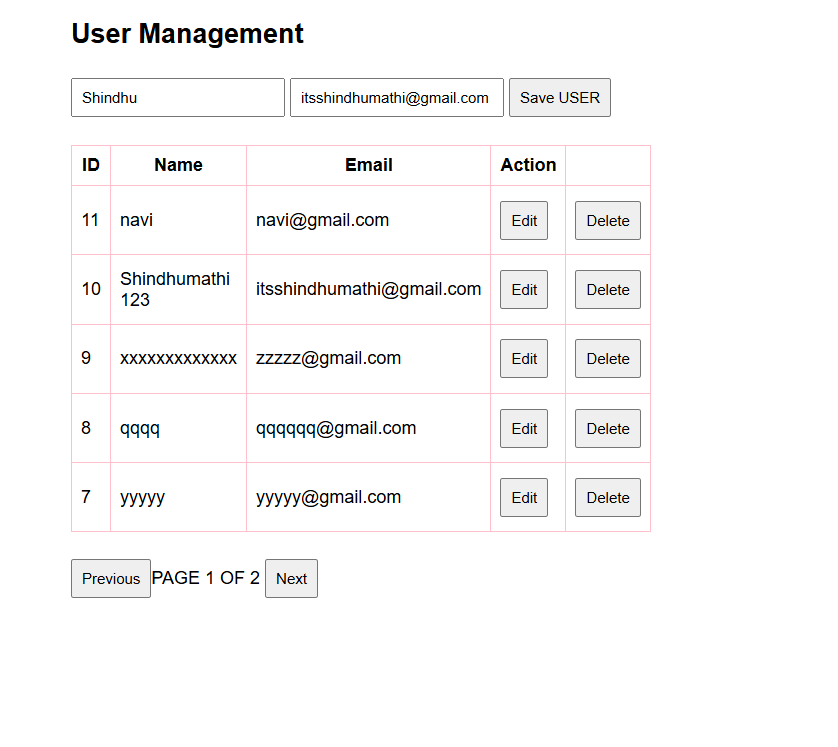 User Management
Shindhu itsshindhumathi@gmail.com Save USER
ID Name Email Action
11 navi navi@gmail.com Edit Delete
10 Shindhumathi 123 itsshindhumathi@gmail.com Edit Delete
9 xxxxxxxxxxxxx zzzzz@gmail.com Edit Delete
8 qqqq qqqqqq@gmail.com Edit Delete
7 yyyyy yyyyy@gmail.com Edit Delete
Previous PAGE 1 OF 2 Next